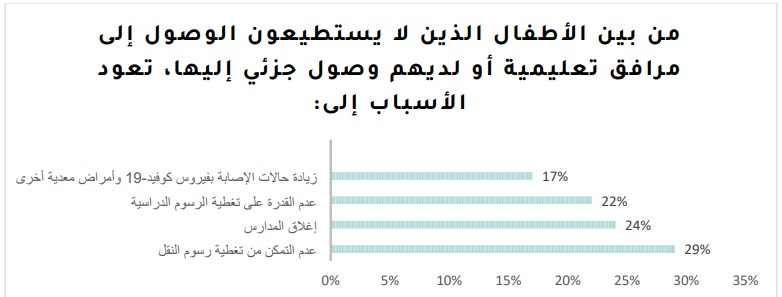 من بين الأطفال الذين لا يستطيعون الوصول إلى
مرافق تعليمية أو لديهم وصول جزئي إليها، تعود
الأسباب إلى:
زيادة حالات الإصابة بفيروس كوفيد-19 وأمراض معدية أخرى 17%
عدم القدرة على تغطية الرسوم الدراسية 22%
إغلاق المدارس 24%
عدم التمكن من تغطية رسوم النقل 29%
0% 5% 10% 15% 20% 25% 30% 35%